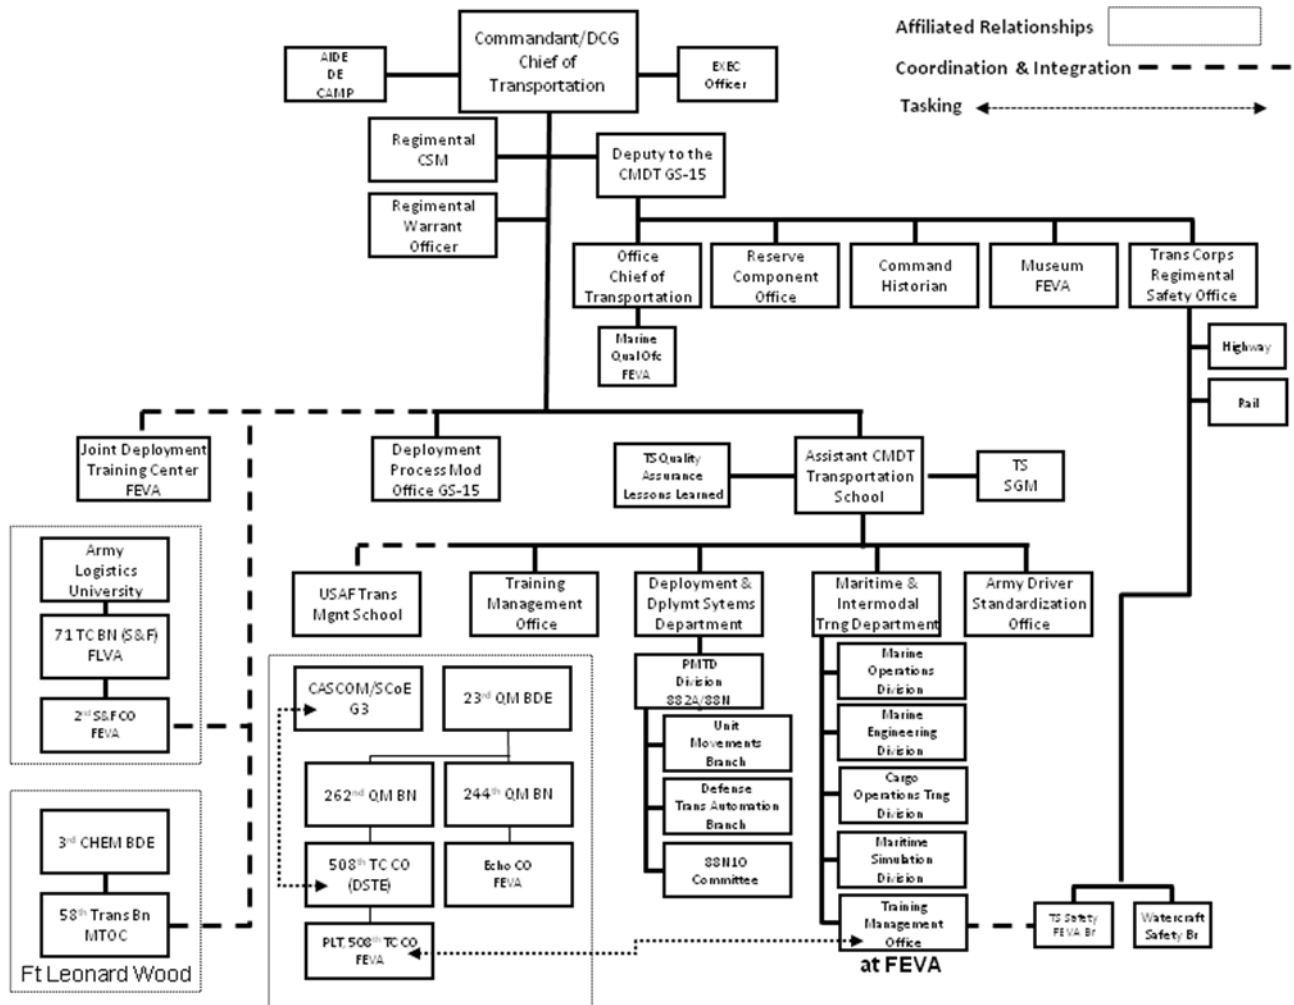 Commandant/DCG
Chief of
Transportation
AIDE
DE
CAMP
EXEC
Officer
Affiliated Relationships
Coordination & Integration
Tasking
Regimental
CSM
Deputy to the
CMDT GS-15
Regimental
Warrant
Officer
Office
Chief of
Transportation
Reserve
Component
Office
Command
Historian
Museum
FEVA
Trans Corps
Regimental
Safety Office
Marine
Qual Ofc
FEVA
Highway
Rail
Joint Deployment
Training Center
FEVA
Deployment
Process Mod
Office GS-15
TS Quality
Assurance
Lessons Learned
Assistant CMDT
Transportation
School
TS
SGM
Army
Logistics
University
71 TC BN (S&F)
FLVA
2nd S&F CO
FEVA
USAF Trans
Mgnt School
Training
Management
Office
Deployment &
Dplymt Sytems
Department
Maritime &
Intermodal
Trng Department
Army Driver
Standardization
Office
CASCOM/SCoE
G3
23rd QM BDE
262nd QM BN
244th QM BN
508th TC CO
(DSTE)
Echo CO
FEVA
PLT, 508th TC CO
FEVA
PMTD
Division
882A/88N
Unit
Movements
Branch
Defense
Trans Automation
Branch
88N10
Committee
Marine
Operations
Division
Marine
Engineering
Division
Cargo
Operations Trng
Division
Maritime
Simulation
Division
Training
Management
Office
at FEVA
TS Safety
FEVA Br
Watercraft
Safety Br
3rd CHEM BDE
58th Trans Bn
MTOC
Ft Leonard Wood